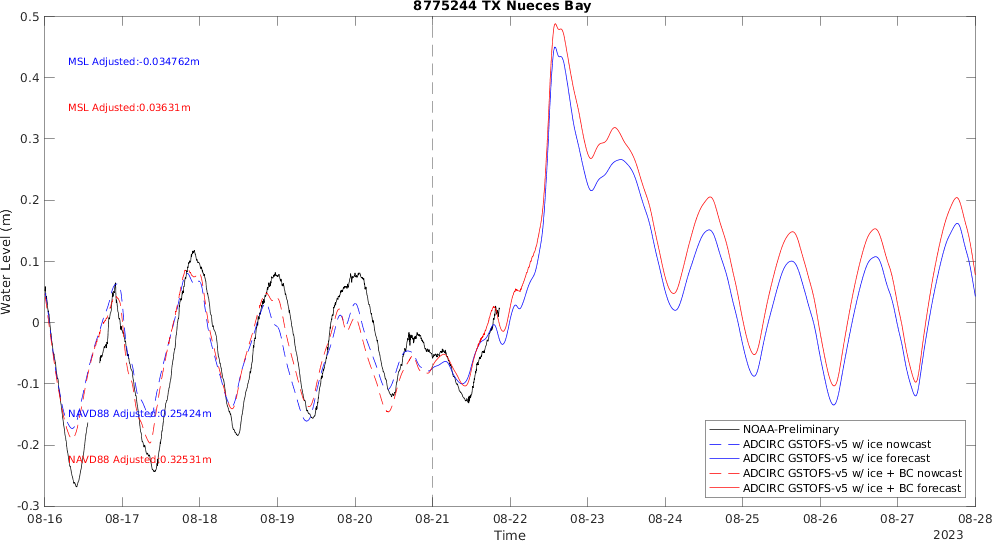 8775244 TX Nueces Bay
Water Level (m)
0.5
0.4
0.3
0.2
0.1
0
-0.1
-0.2
-0.3
MSL Adjusted:-0.034762m
MSL Adjusted:0.03631m
NAVD88 Adjusted:0.25424m
NAVD88 Adjusted:0.32531m
NOAA-Preliminary
ADCIRC GSTOFS-v5 w/ ice nowcast
ADCIRC GSTOFS-v5 w/ ice forecast
ADCIRC GSTOFS-v5 w/ ice + BC nowcast
ADCIRC GSTOFS-v5 w/ ice + BC forecast
08-16 08-17 08-18 08-19 08-20 08-21 08-22 08-23 08-24 08-25 08-26 08-27 08-28
Time
2023